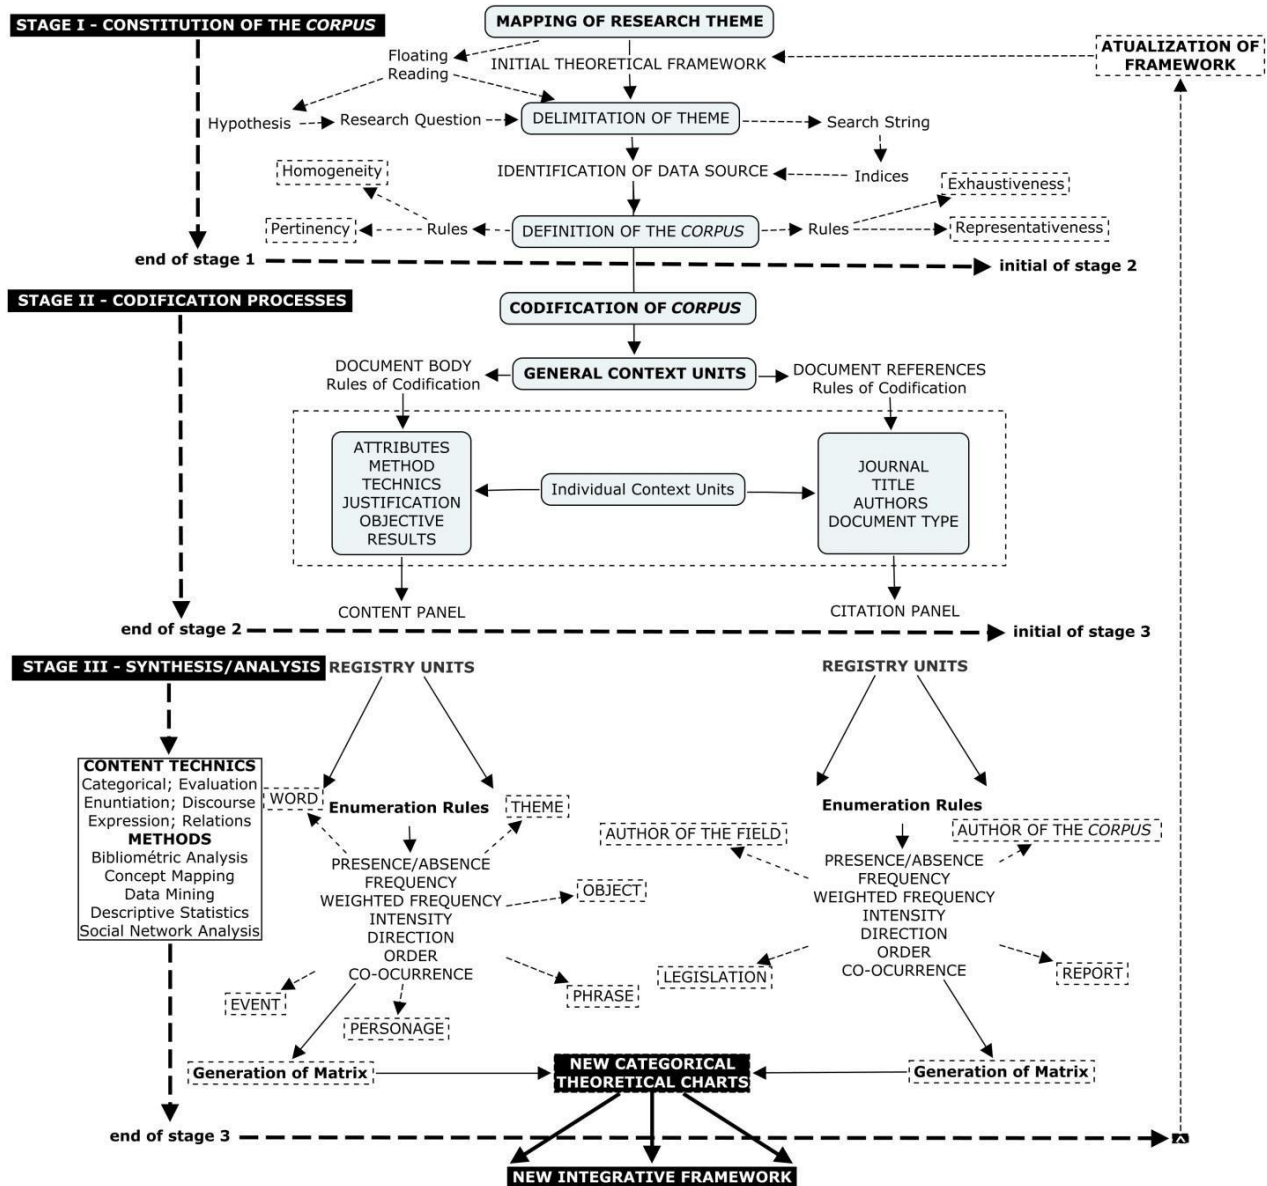 STAGE I - CONSTITUTION OF THE CORPUS
MAPPING OF RESEARCH THEME
Floating
Reading
INITIAL THEORETICAL FRAMEWORK
ATUALIZATION OF
FRAMEWORK
Hypothesis
Research Question
DELIMITATION OF THEME
Search String
Homogeneity
IDENTIFICATION OF DATA SOURCE
Indices
Exhaustiveness
Pertinency
Rules
DEFINITION OF THE CORPUS
Rules
Representativeness
end of stage 1
initial of stage 2
STAGE II - CODIFICATION PROCESSES
CODIFICATION OF CORPUS
DOCUMENT BODY
Rules of Codification
GENERAL CONTEXT UNITS
DOCUMENT REFERENCES
Rules of Codification
ATTRIBUTES
METHOD
TECHNICS
JUSTIFICATION
OBJECTIVE
RESULTS
Individual Context Units
JOURNAL
TITLE
AUTHORS
DOCUMENT TYPE
CONTENT PANEL
CITATION PANEL
end of stage 2
initial of stage 3
STAGE III - SYNTHESIS/ANALYSIS
REGISTRY UNITS
REGISTRY UNITS
CONTENT TECHNICS
Categorical; Evaluation
Enuntiation; Discourse
Expression; Relations
METHODS
Bibliométric Analysis
Concept Mapping
Data Mining
Descriptive Statistics
Social Network Analysis
WORD
Enumeration Rules
THEME
PRESENCE/ABSENCE
FREQUENCY
WEIGHTED FREQUENCY
INTENSITY
DIRECTION
ORDER
CO-OCURRENCE
OBJECT
EVENT
PERSONAGE
PHRASE
Enumeration Rules
AUTHOR OF THE FIELD
AUTHOR OF THE CORPUS
PRESENCE/ABSENCE
FREQUENCY
WEIGHTED FREQUENCY
INTENSITY
DIRECTION
ORDER
CO-OCURRENCE
LEGISLATION
REPORT
Generation of Matrix
NEW CATEGORICAL
THEORETICAL CHARTS
Generation of Matrix
end of stage 3
NEW INTEGRATIVE FRAMEWORK